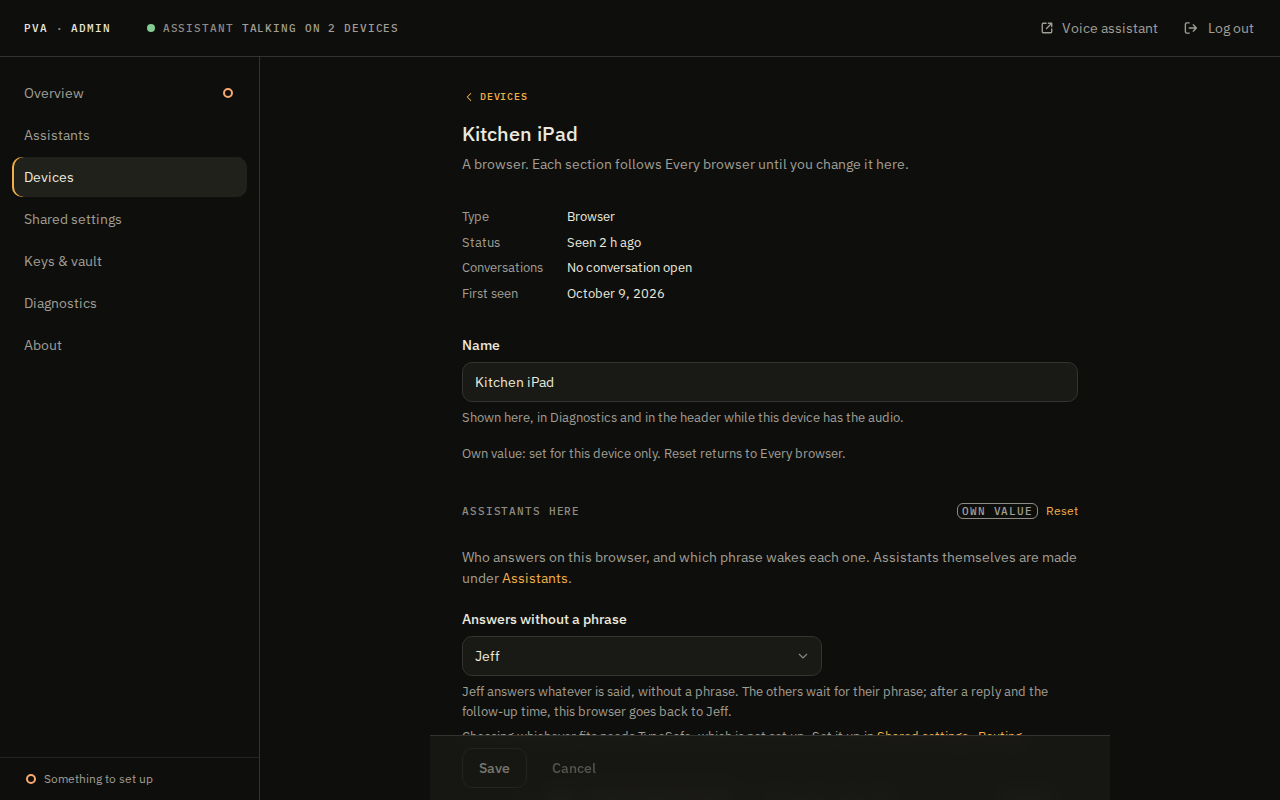 PVA · ADMIN
ASSISTANT TALKING ON 2 DEVICES
Voice assistant
Log out
Overview
Assistants
Devices
Shared settings
Keys & vault
Diagnostics
About
Something to set up
DEVICES
Kitchen iPad
A browser. Each section follows Every browser until you change it here.
Type Browser
Status Seen 2 h ago
Conversations No conversation open
First seen October 9, 2026
Name
Kitchen iPad
Shown here, in Diagnostics and in the header while this device has the audio.
Own value: set for this device only. Reset returns to Every browser.
ASSISTANTS HERE OWN VALUE Reset
Who answers on this browser, and which phrase wakes each one. Assistants themselves are made
under Assistants.
Answers without a phrase
Jeff
Jeff answers whatever is said, without a phrase. The others wait for their phrase; after a reply and the
follow-up time, this browser goes back to Jeff.
Save Cancel